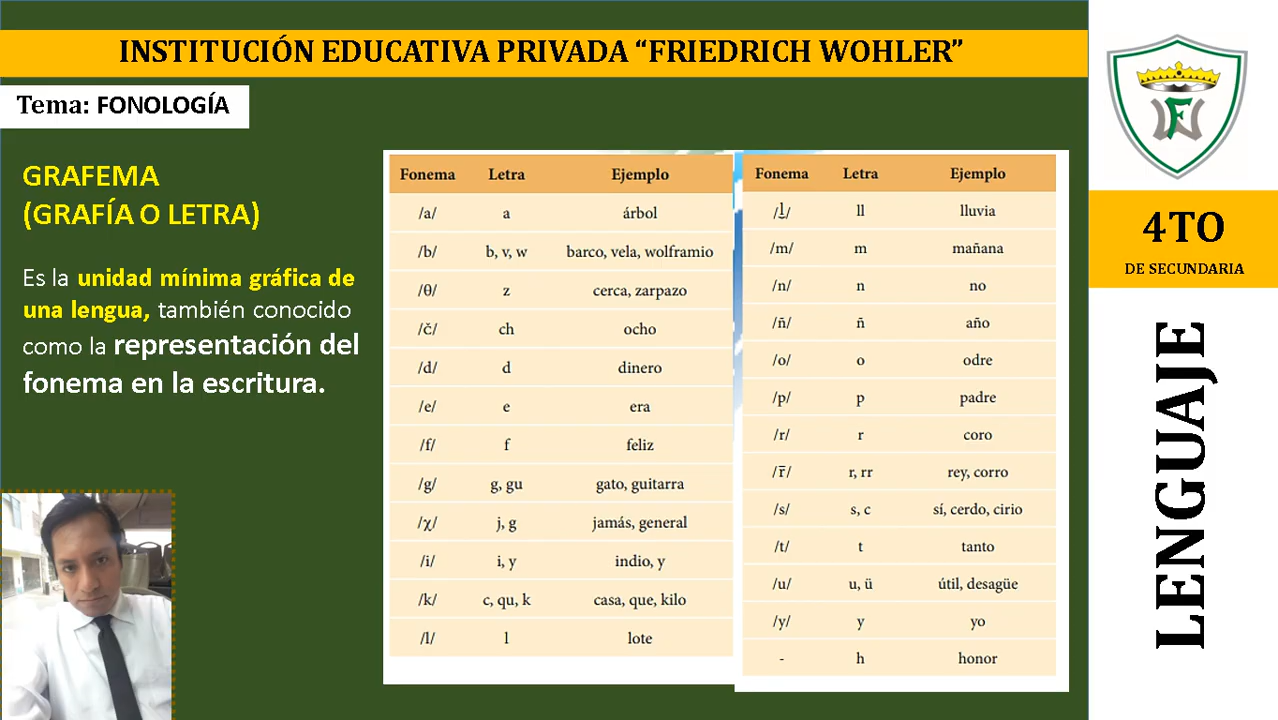 INSTITUCIÓN EDUCATIVA PRIVADA “FRIEDRICH WOHLER”
Tema: FONOLOGÍA
GRAFEMA
(GRAFÍA O LETRA)
Es la unidad mínima gráfica de
una lengua, también conocido
como la representación del
fonema en la escritura.
Fonema Letra Ejemplo
/a/ a árbol
/b/ b, v, w barco, vela, wolframio
/θ/ z cerca, zarpazo
/č/ ch ocho
/d/ d dinero
/e/ e era
/f/ f feliz
/g/ g, gu gato, guitarra
/χ/ j, g jamás, general
/i/ i, y indio, y
/k/ c, qu, k casa, que, kilo
/l/ l lote
Fonema Letra Ejemplo
/l̮/ ll lluvia
/m/ m mañana
/n/ n no
/ñ/ ñ año
/o/ o odre
/p/ p padre
/r/ r coro
/r̅/ r, rr rey, corro
/s/ s, c sí, cerdo, cirio
/t/ t tanto
/u/ u, ü útil, desagüe
/y/ y yo
- h honor
FW
4TO
DE SECUNDARIA
LENGUAJE